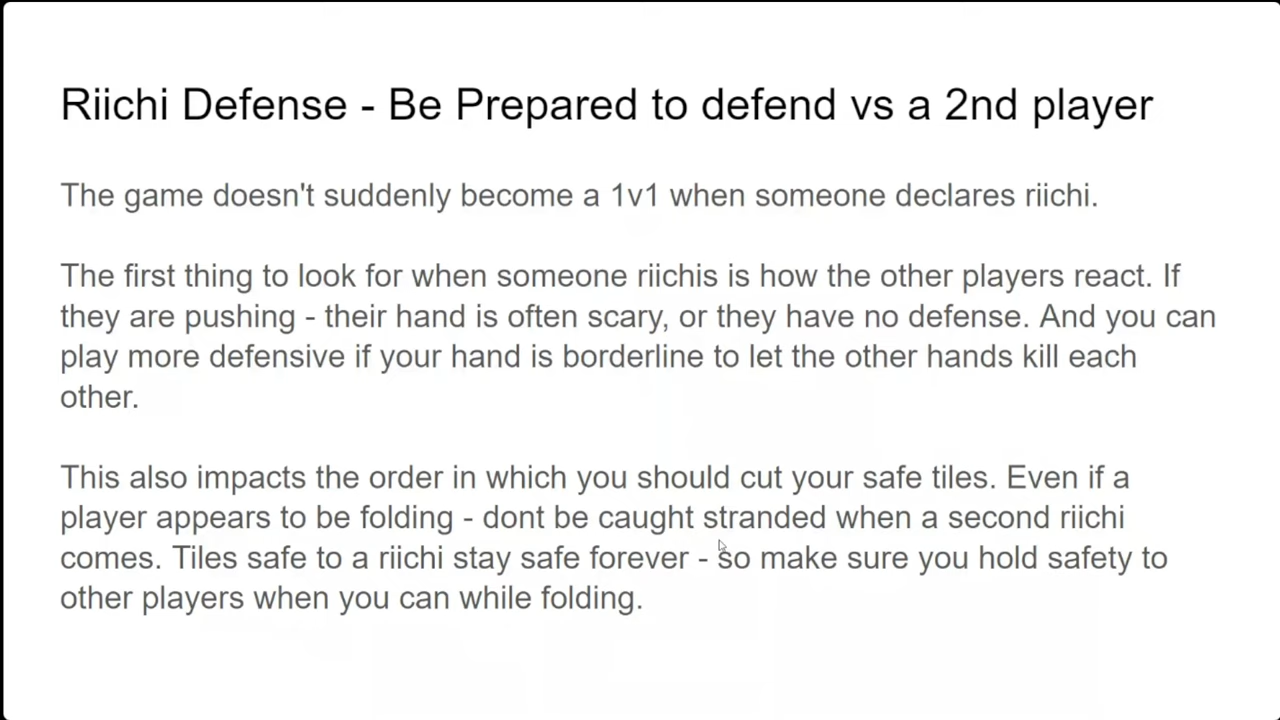 Riichi Defense - Be Prepared to defend vs a 2nd player
The game doesn't suddenly become a 1v1 when someone declares riichi.
The first thing to look for when someone riichis is how the other players react. If
they are pushing - their hand is often scary, or they have no defense. And you can
play more defensive if your hand is borderline to let the other hands kill each
other.
This also impacts the order in which you should cut your safe tiles. Even if a
player appears to be folding - dont be caught stranded when a second riichi
comes. Tiles safe to a riichi stay safe forever - so make sure you hold safety to
other players when you can while folding.